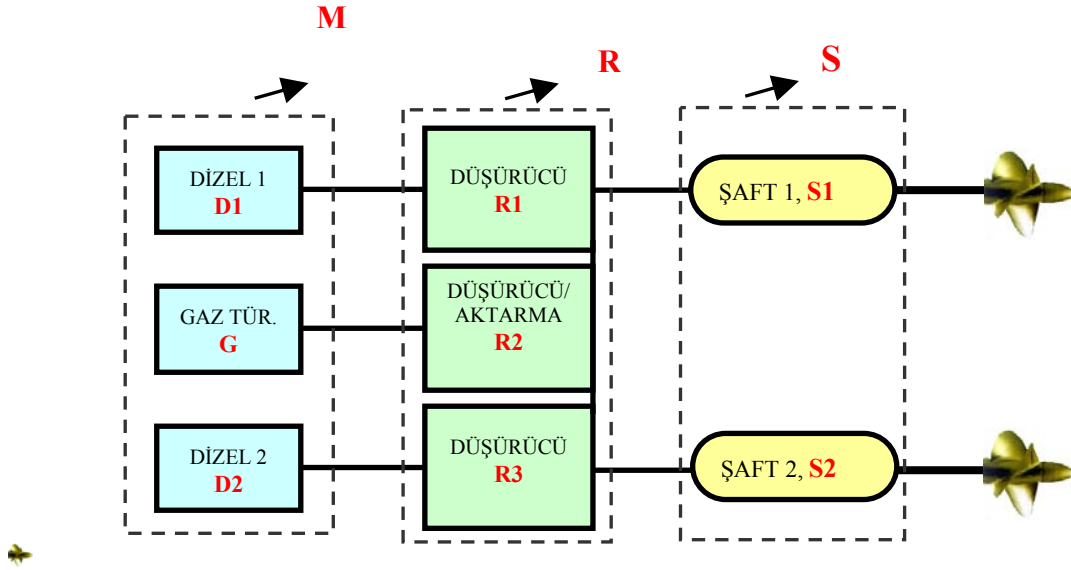 M
R
S
DİZEL 1
D1
DÜŞÜRÜCÜ
R1
ŞAFT 1, S1
GAZ TÜR.
G
DÜŞÜRÜCÜ/
AKTARMA
R2
DİZEL 2
D2
DÜŞÜRÜCÜ
R3
ŞAFT 2, S2